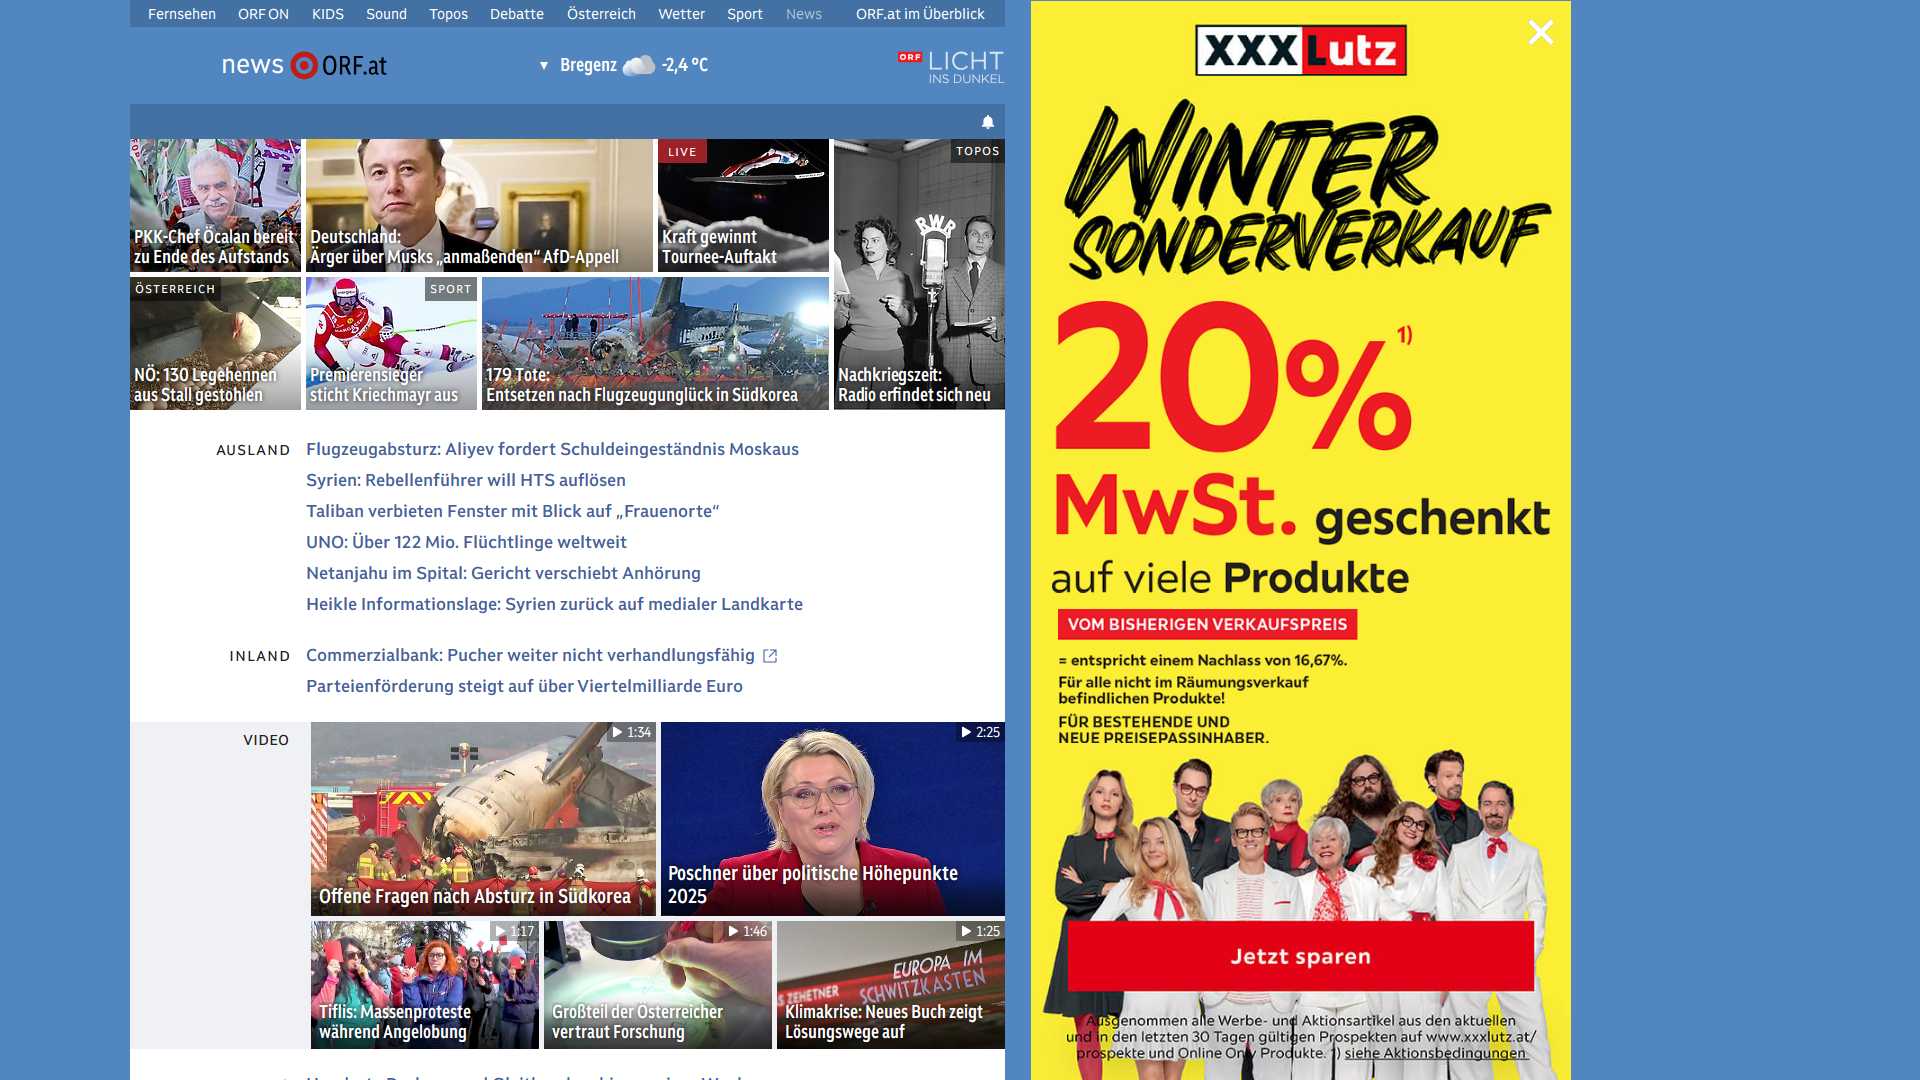 Fernsehen ORF ON KIDS Sound Topos Debatte Österreich Wetter Sport News ORF.at im Überblick
news ORF.at
▼ Bregenz -2,4 °C
ORF LICHT
INS DUNKEL
PKK-Chef Öcalan bereit
zu Ende des Aufstands
Deutschland:
Ärger über Musks „anmaßenden“ AfD-Appell
LIVE
Kraft gewinnt
Tournee-Auftakt
TOPOS
RWR
Nachkriegszeit:
Radio erfindet sich neu
ÖSTERREICH
NÖ: 130 Legehennen
aus Stall gestohlen
SPORT
Premierensieger
sticht Kriechmayr aus
179 Tote:
Entsetzen nach Flugzeugunglück in Südkorea
AUSLAND
Flugzeugabsturz: Aliyev fordert Schuldeingeständnis Moskaus
Syrien: Rebellenführer will HTS auflösen
Taliban verbieten Fenster mit Blick auf „Frauenorte“
UNO: Über 122 Mio. Flüchtlinge weltweit
Netanjahu im Spital: Gericht verschiebt Anhörung
Heikle Informationslage: Syrien zurück auf medialer Landkarte
INLAND
Commerzialbank: Pucher weiter nicht verhandlungsfähig
Parteienförderung steigt auf über Viertelmilliarde Euro
VIDEO
1:34
Offene Fragen nach Absturz in Südkorea
2:25
Poschner über politische Höhepunkte
2025
1:17
Tiflis: Massenproteste
während Angelobung
1:46
Großteil der Österreicher
vertraut Forschung
1:25
EUROPA IM
ZEHETNER SCHWITZKASTEN
Klimakrise: Neues Buch zeigt
Lösungswege auf
XXXLutz
WINTER
SONDERVERKAUF
20% 1)
MwSt. geschenkt
auf viele Produkte
VOM BISHERIGEN VERKAUFSPREIS
= entspricht einem Nachlass von 16,67%.
Für alle nicht im Räumungsverkauf
befindlichen Produkte!
FÜR BESTEHENDE UND
NEUE PREISEPASSINHABER.
Jetzt sparen
Ausgenommen alle Werbe- und Aktionsartikel aus den aktuellen
und in den letzten 30 Tagen gültigen Prospekten auf www.xxxlutz.at/
prospekte und Online Only Produkte. 1) siehe Aktionsbedingungen